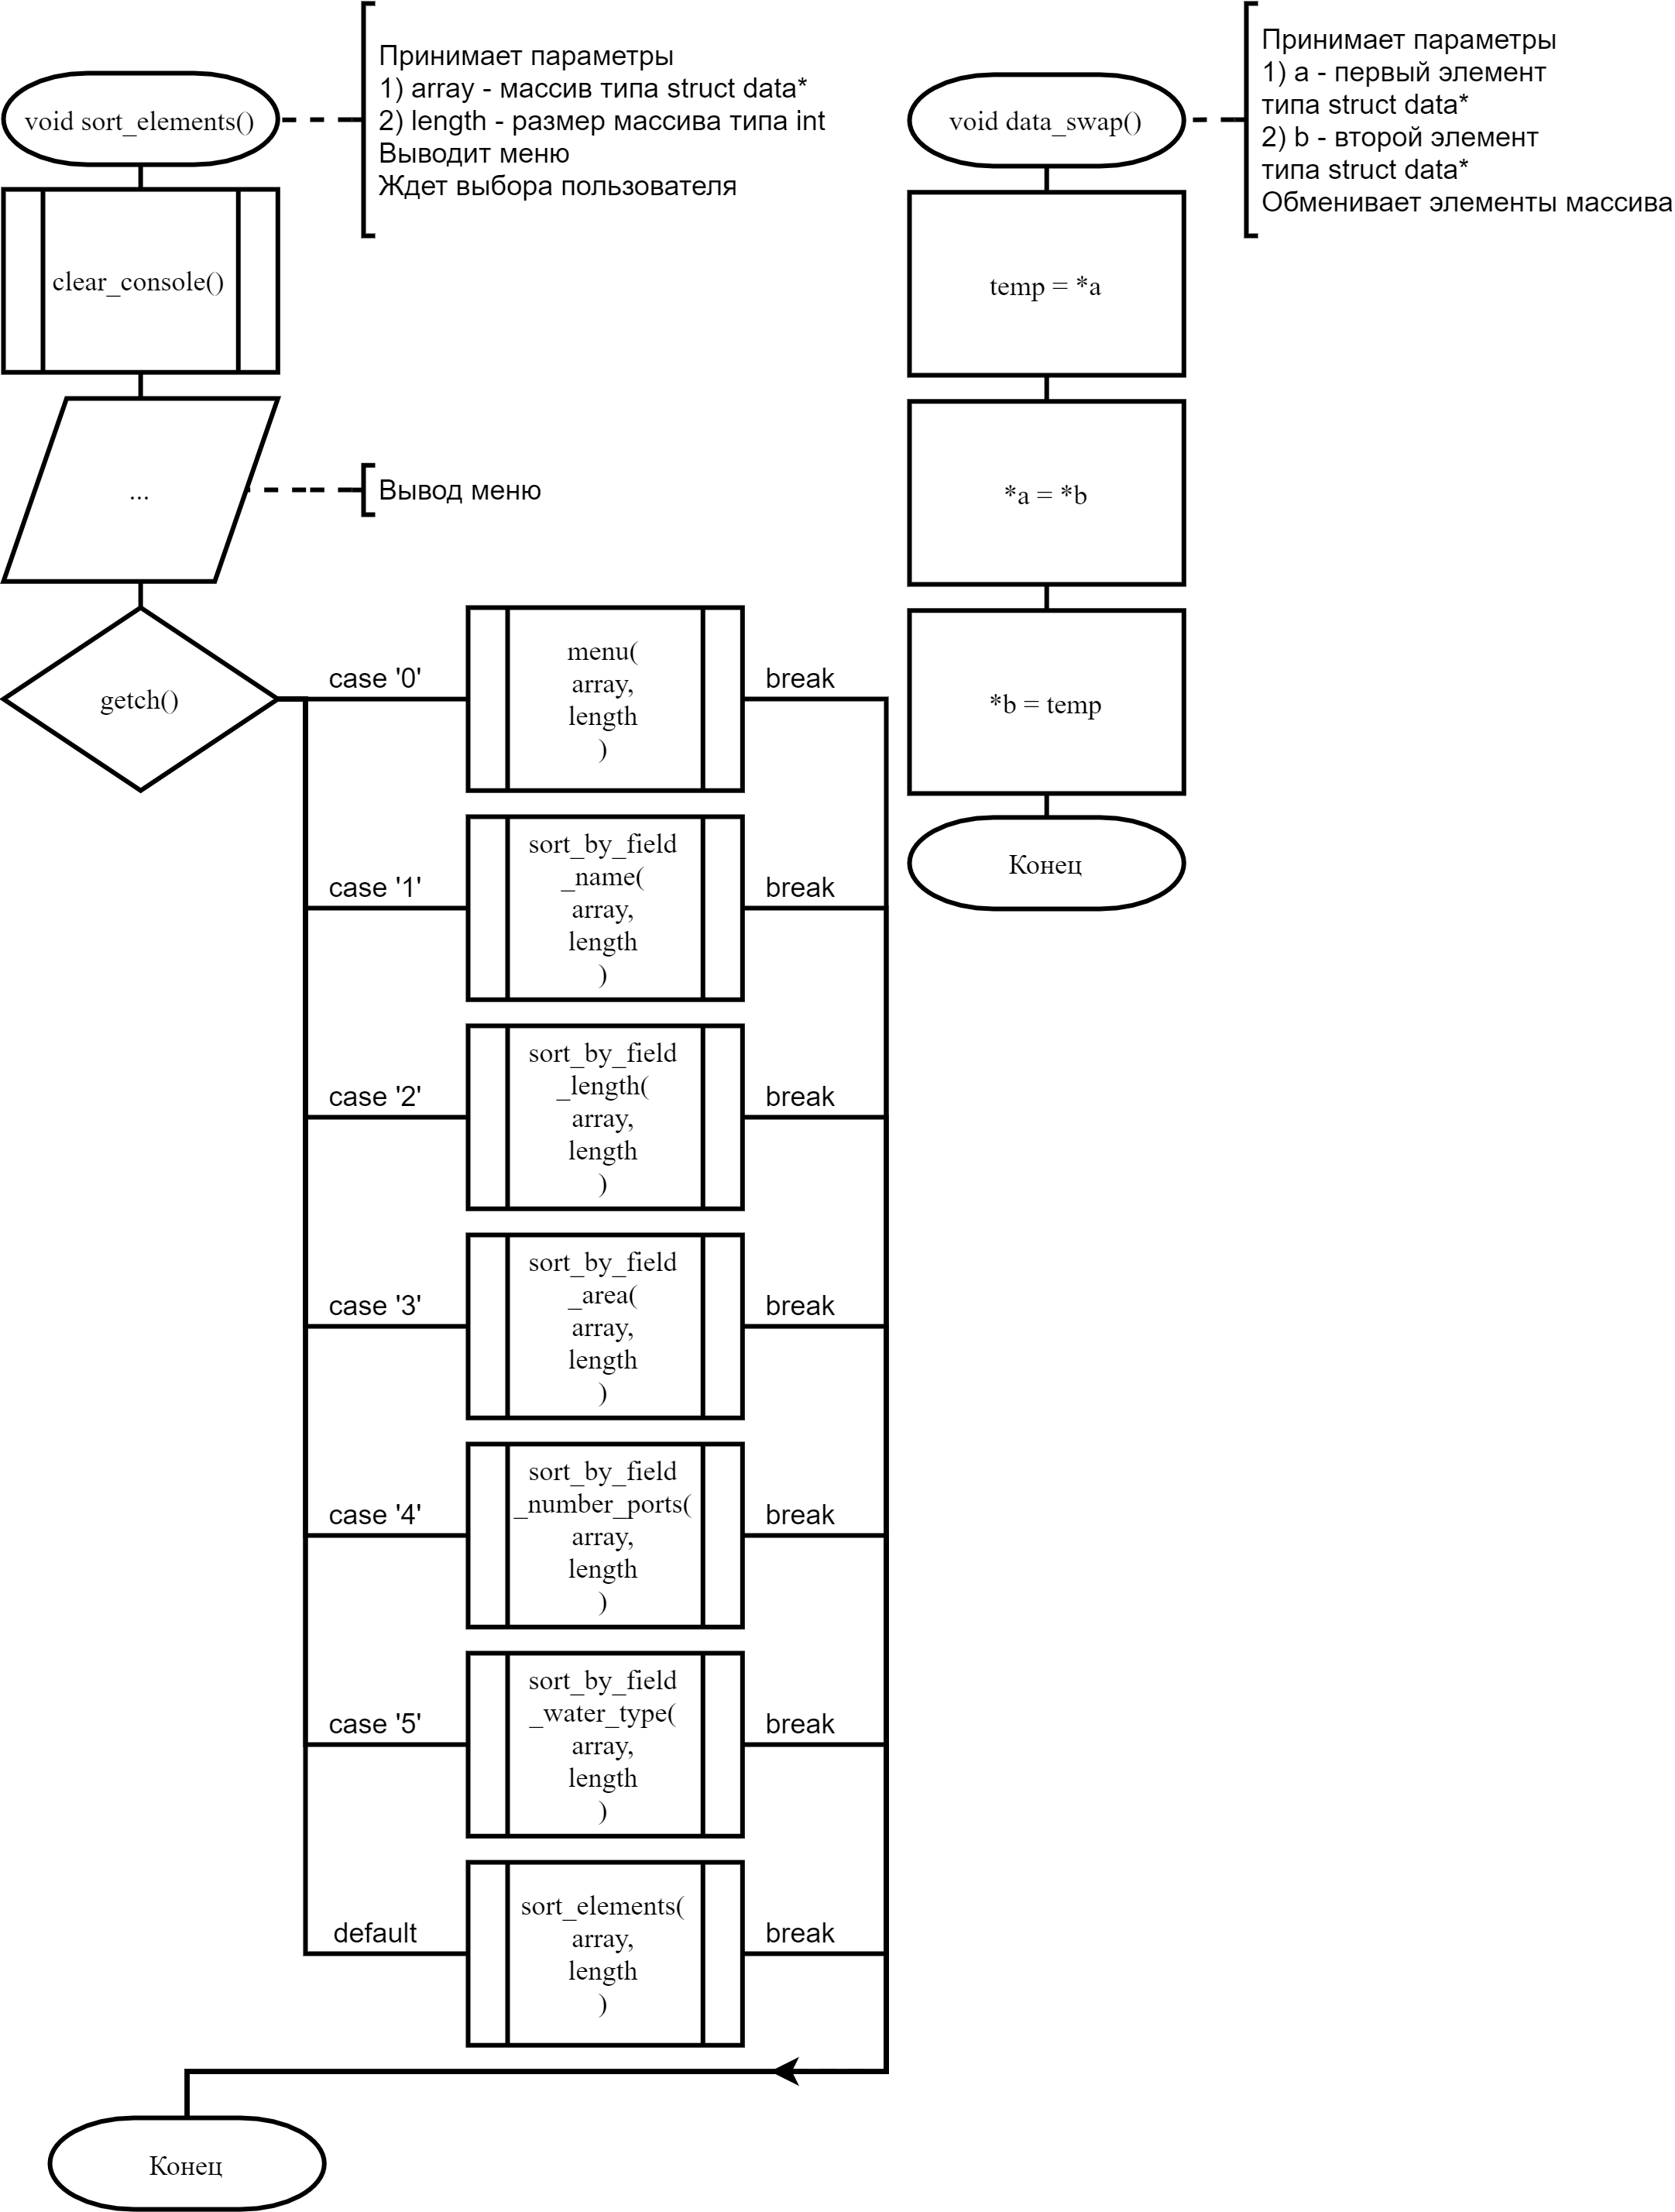 void sort_elements()
Принимает параметры
1) array - массив типа struct data*
2) length - размер массива типа int
Выводит меню
Ждет выбора пользователя
clear_console()
...
Вывод меню
getch()
case '0'
menu(
array,
length
)
break
case '1'
sort_by_field
_name(
array,
length
)
break
case '2'
sort_by_field
_length(
array,
length
)
break
case '3'
sort_by_field
_area(
array,
length
)
break
case '4'
sort_by_field
_number_ports(
array,
length
)
break
case '5'
sort_by_field
_water_type(
array,
length
)
break
default
sort_elements(
array,
length
)
break
Конец
void data_swap()
Принимает параметры
1) a - первый элемент
типа struct data*
2) b - второй элемент
типа struct data*
Обменивает элементы массива
temp = *a
*a = *b
*b = temp
Конец